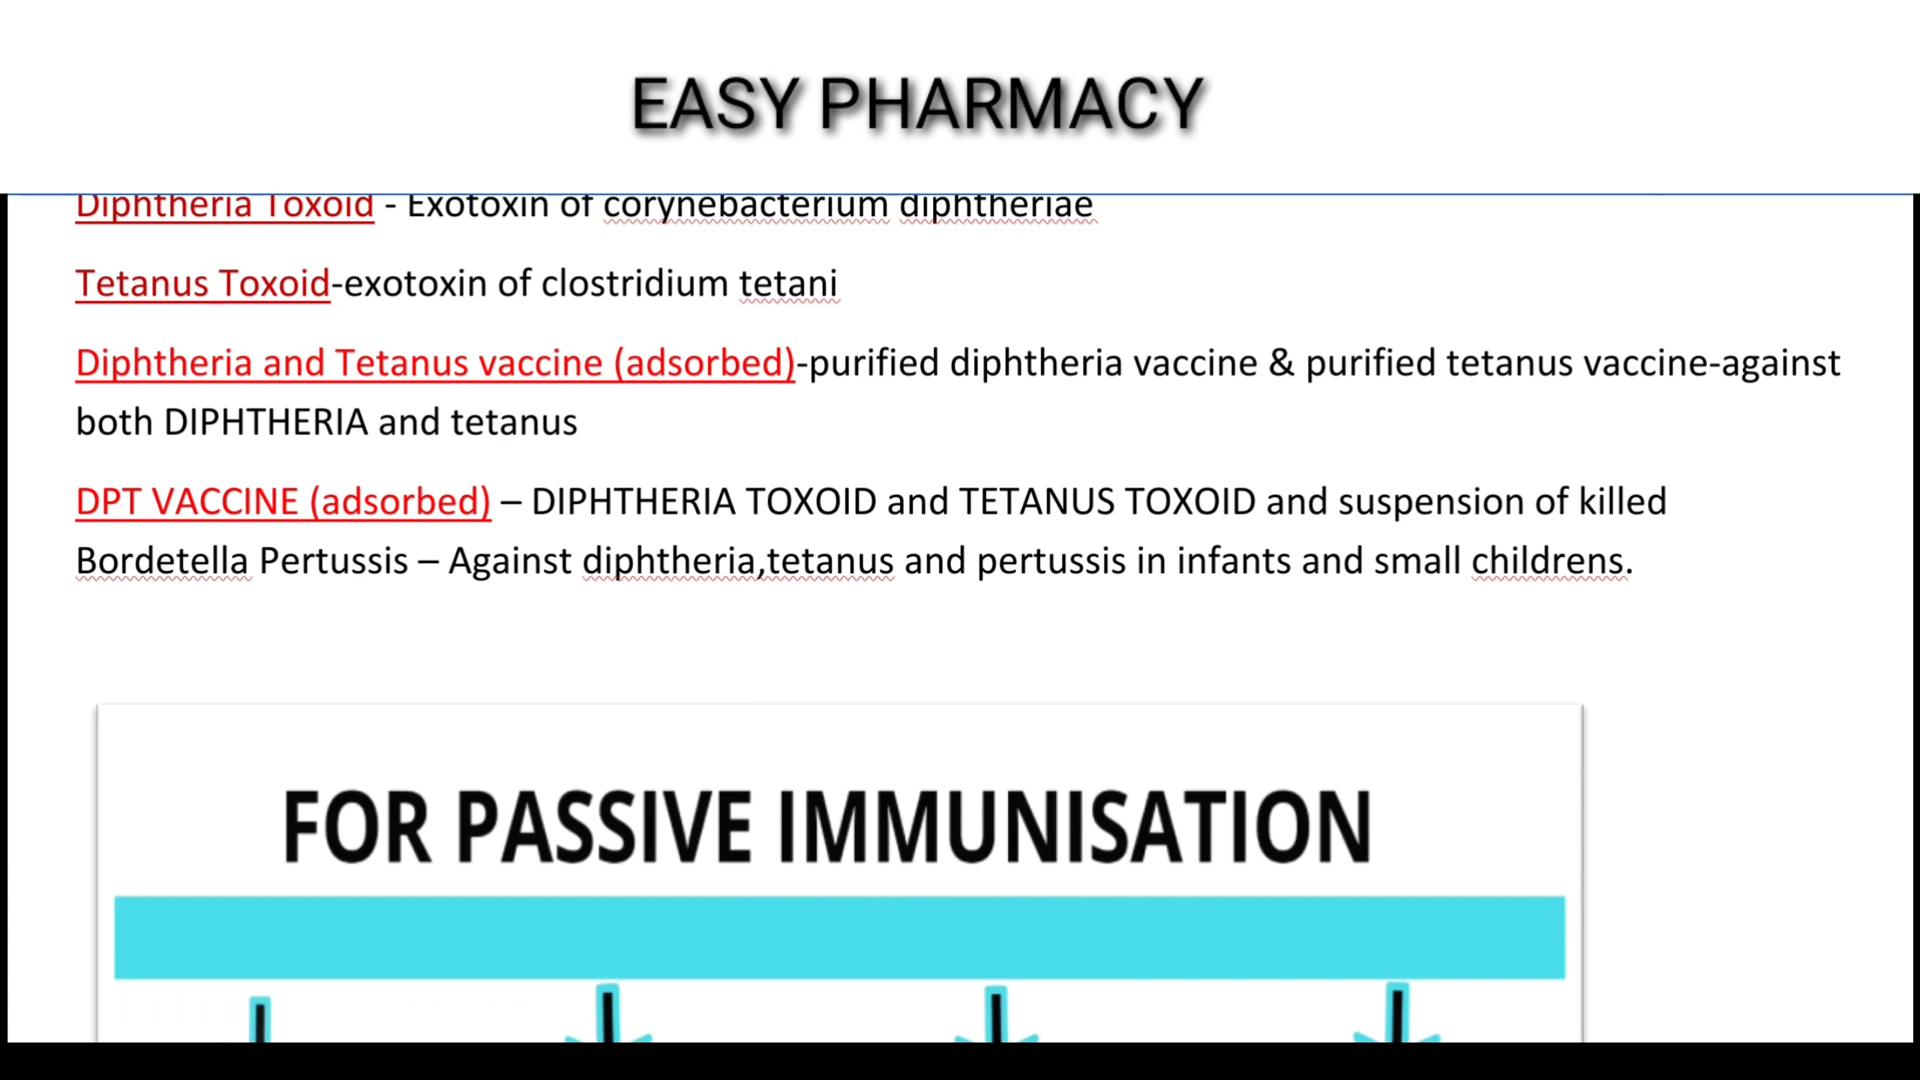 EASY PHARMACY
Diphtheria Toxoid - Exotoxin of corynebacterium diphtheriae
Tetanus Toxoid-exotoxin of clostridium tetani
Diphtheria and Tetanus vaccine (adsorbed)-purified diphtheria vaccine & purified tetanus vaccine-against
both DIPHTHERIA and tetanus
DPT VACCINE (adsorbed) – DIPHTHERIA TOXOID and TETANUS TOXOID and suspension of killed
Bordetella Pertussis – Against diphtheria,tetanus and pertussis in infants and small childrens.
FOR PASSIVE IMMUNISATION